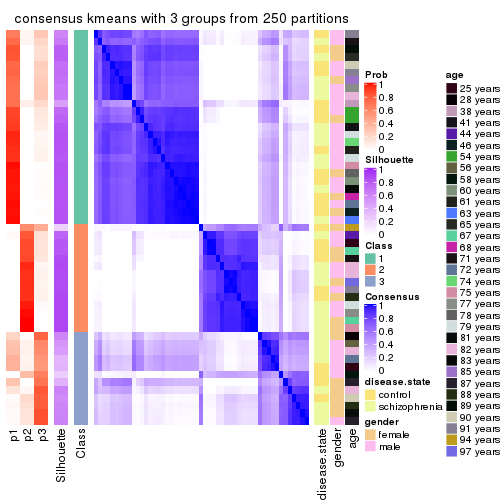 consensus kmeans with 3 groups from 250 partitions
p1
p2
p3
Silhouette
Class
disease.state
gender
age
Prob
1
0.8
0.6
0.4
0.2
0
Silhouette
1
0.8
0.6
0.4
0.2
0
Class
1
2
3
Consensus
1
0.8
0.6
0.4
0.2
0
disease.state
control
schizophrenia
gender
female
male
age
25 years
28 years
38 years
41 years
44 years
46 years
54 years
56 years
58 years
60 years
61 years
63 years
65 years
67 years
68 years
71 years
72 years
74 years
75 years
77 years
78 years
79 years
81 years
82 years
83 years
85 years
87 years
88 years
89 years
90 years
91 years
94 years
97 years